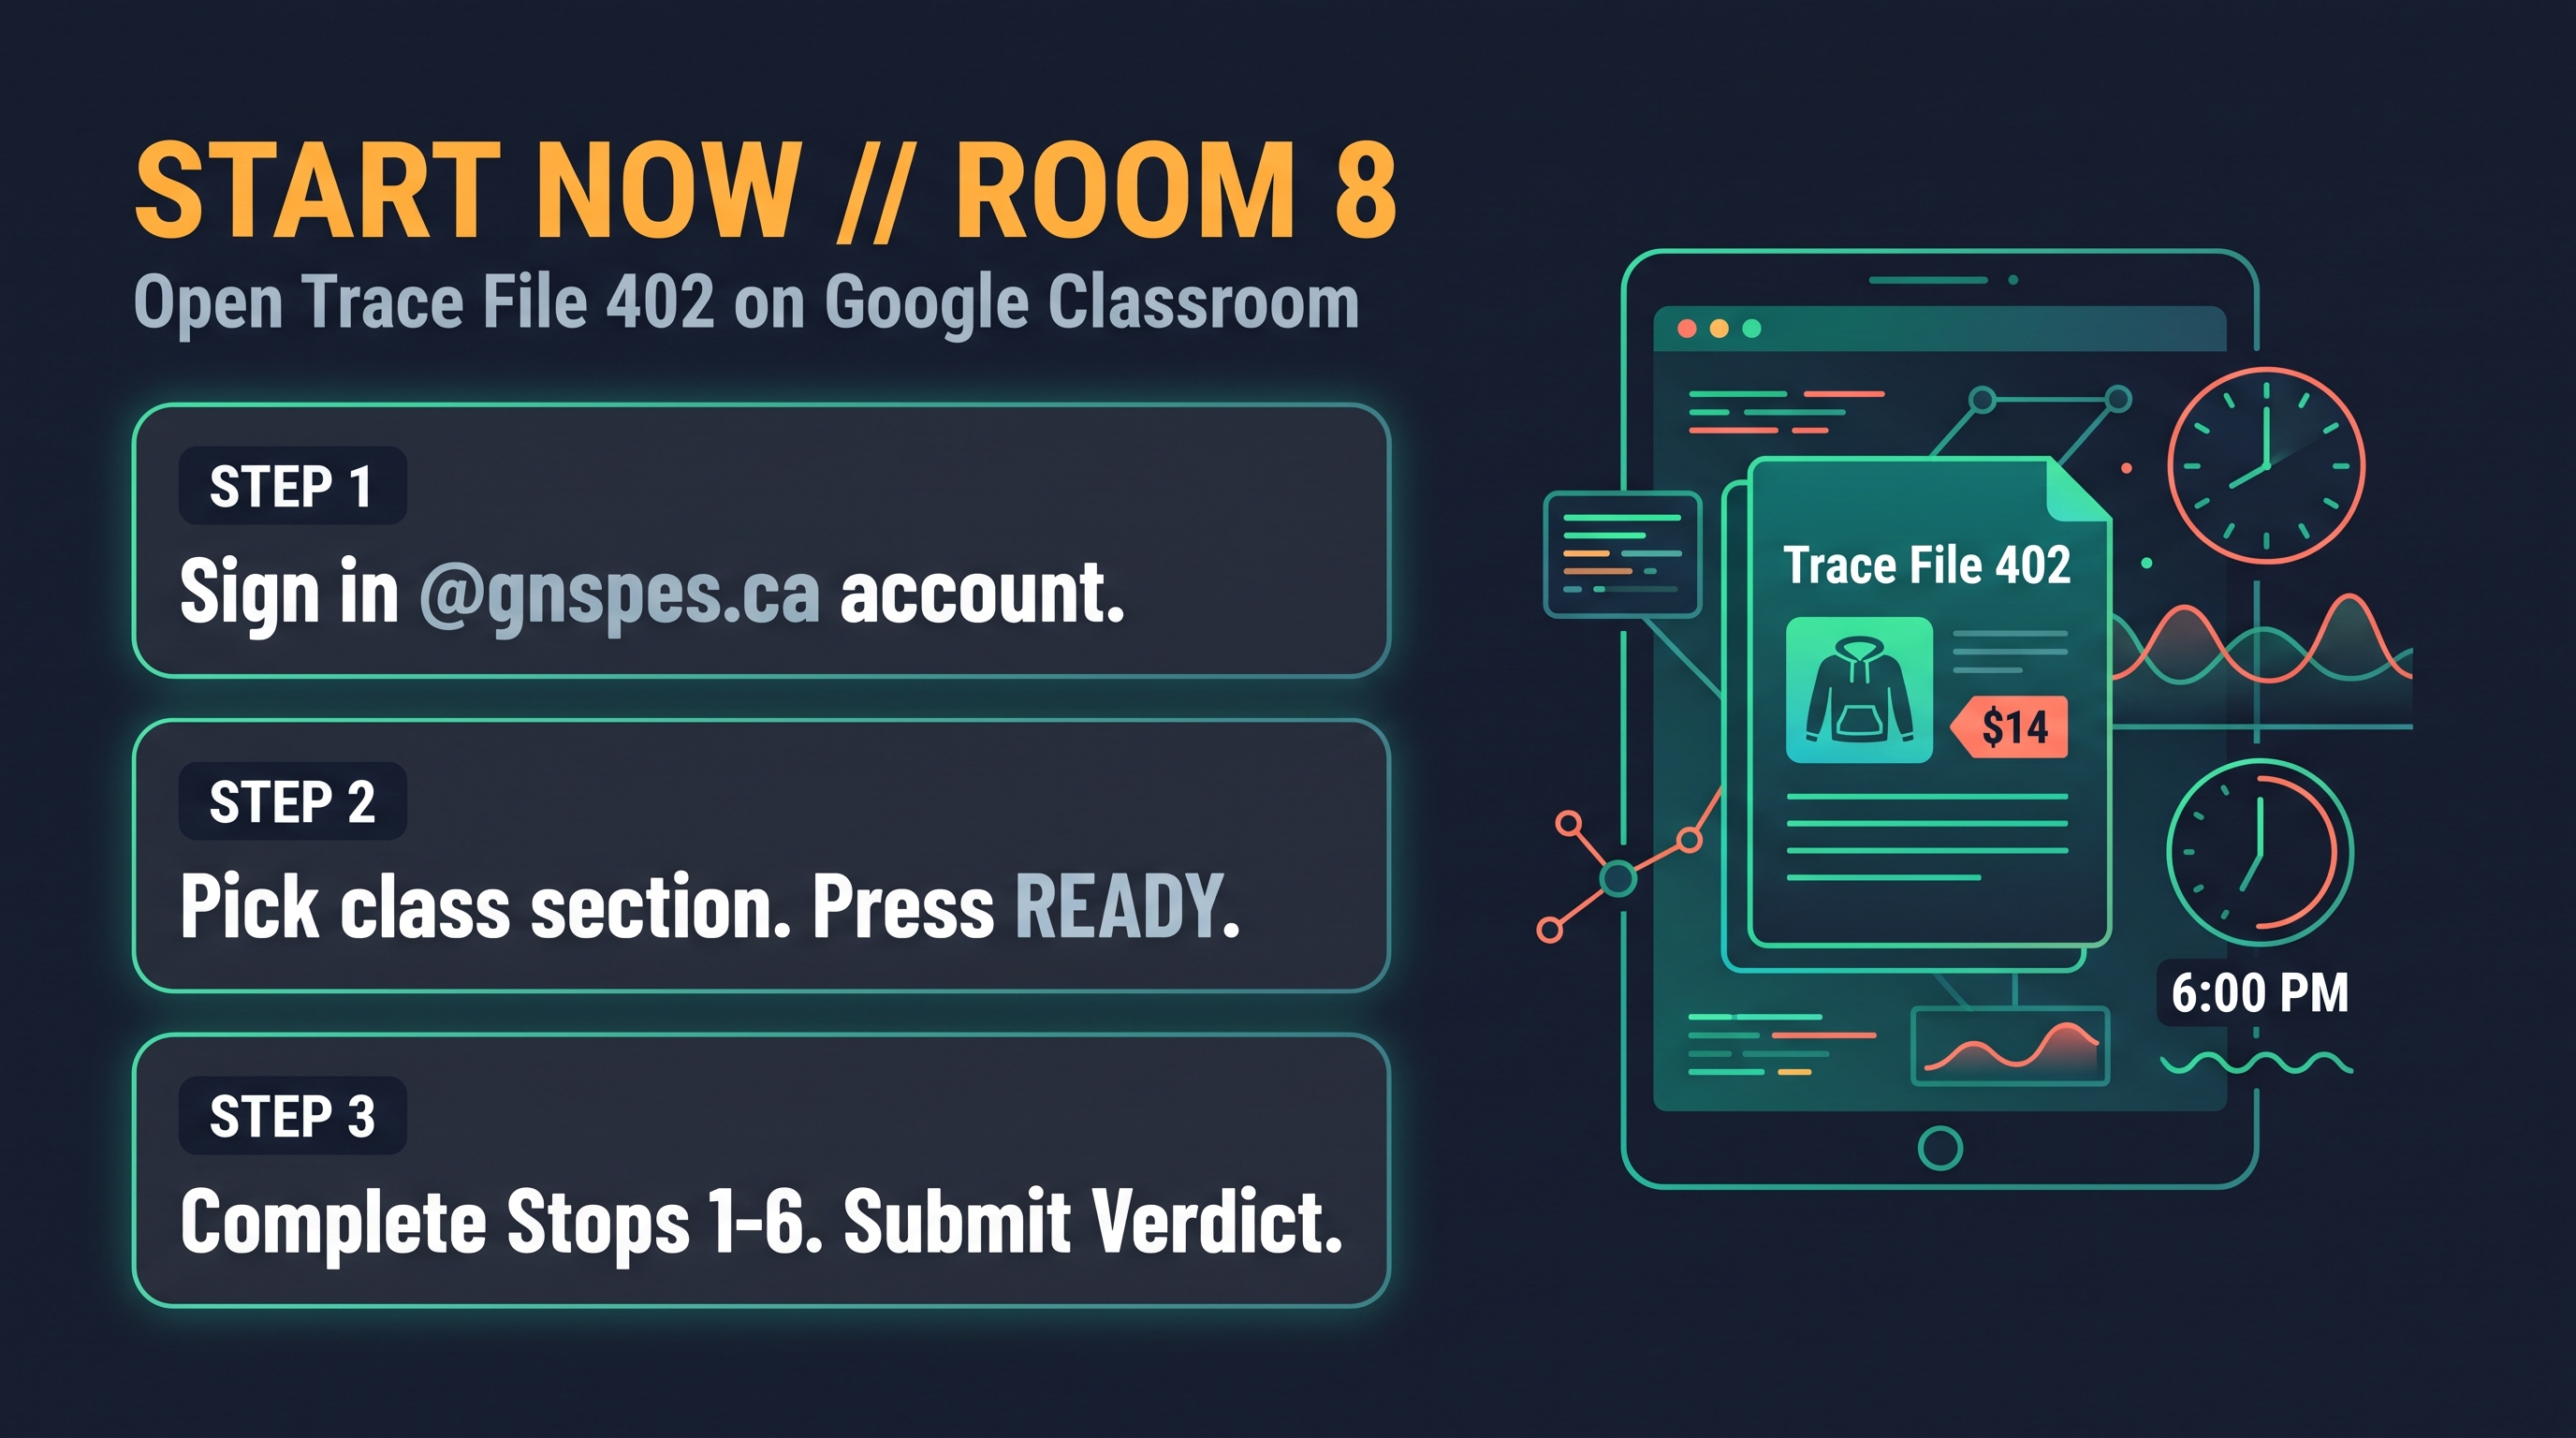 START NOW // ROOM 8
Open Trace File 402 on Google Classroom
STEP 1
Sign in @gnspes.ca account.
STEP 2
Pick class section. Press READY.
STEP 3
Complete Stops 1-6. Submit Verdict.
Trace File 402
$14
6:00 PM